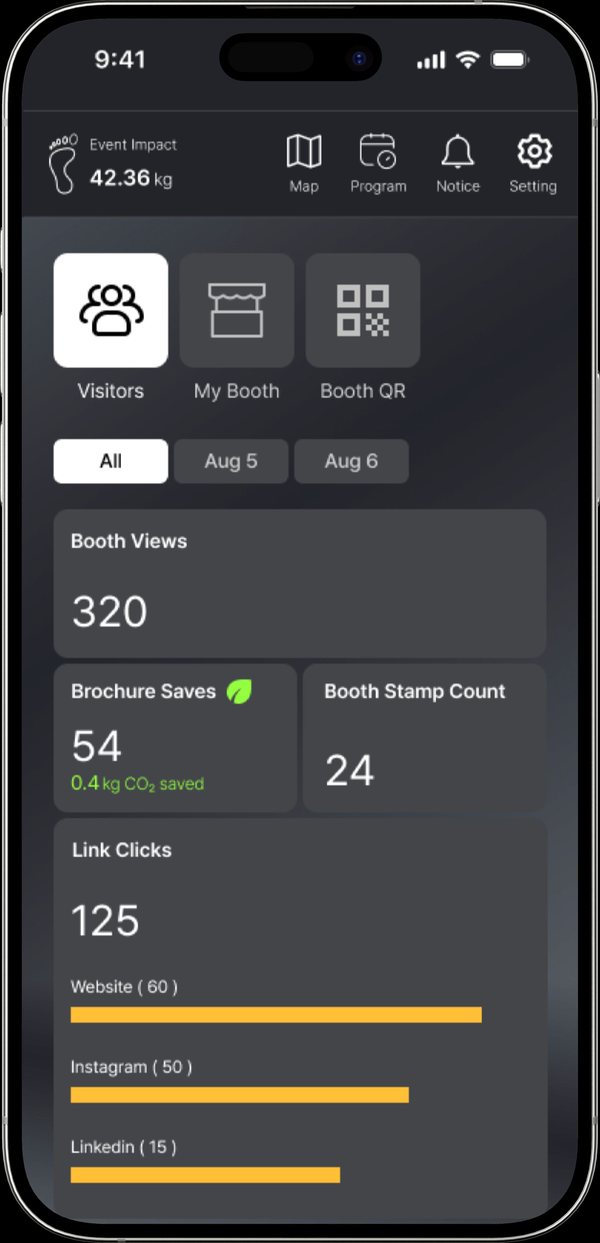 9:41
Event Impact
42.36 kg
Map
Program
Notice
Setting
Visitors
My Booth
Booth QR
All
Aug 5
Aug 6
Booth Views
320
Brochure Saves
54
0.4 kg CO₂ saved
Booth Stamp Count
24
Link Clicks
125
Website ( 60 )
Instagram ( 50 )
Linkedin ( 15 )